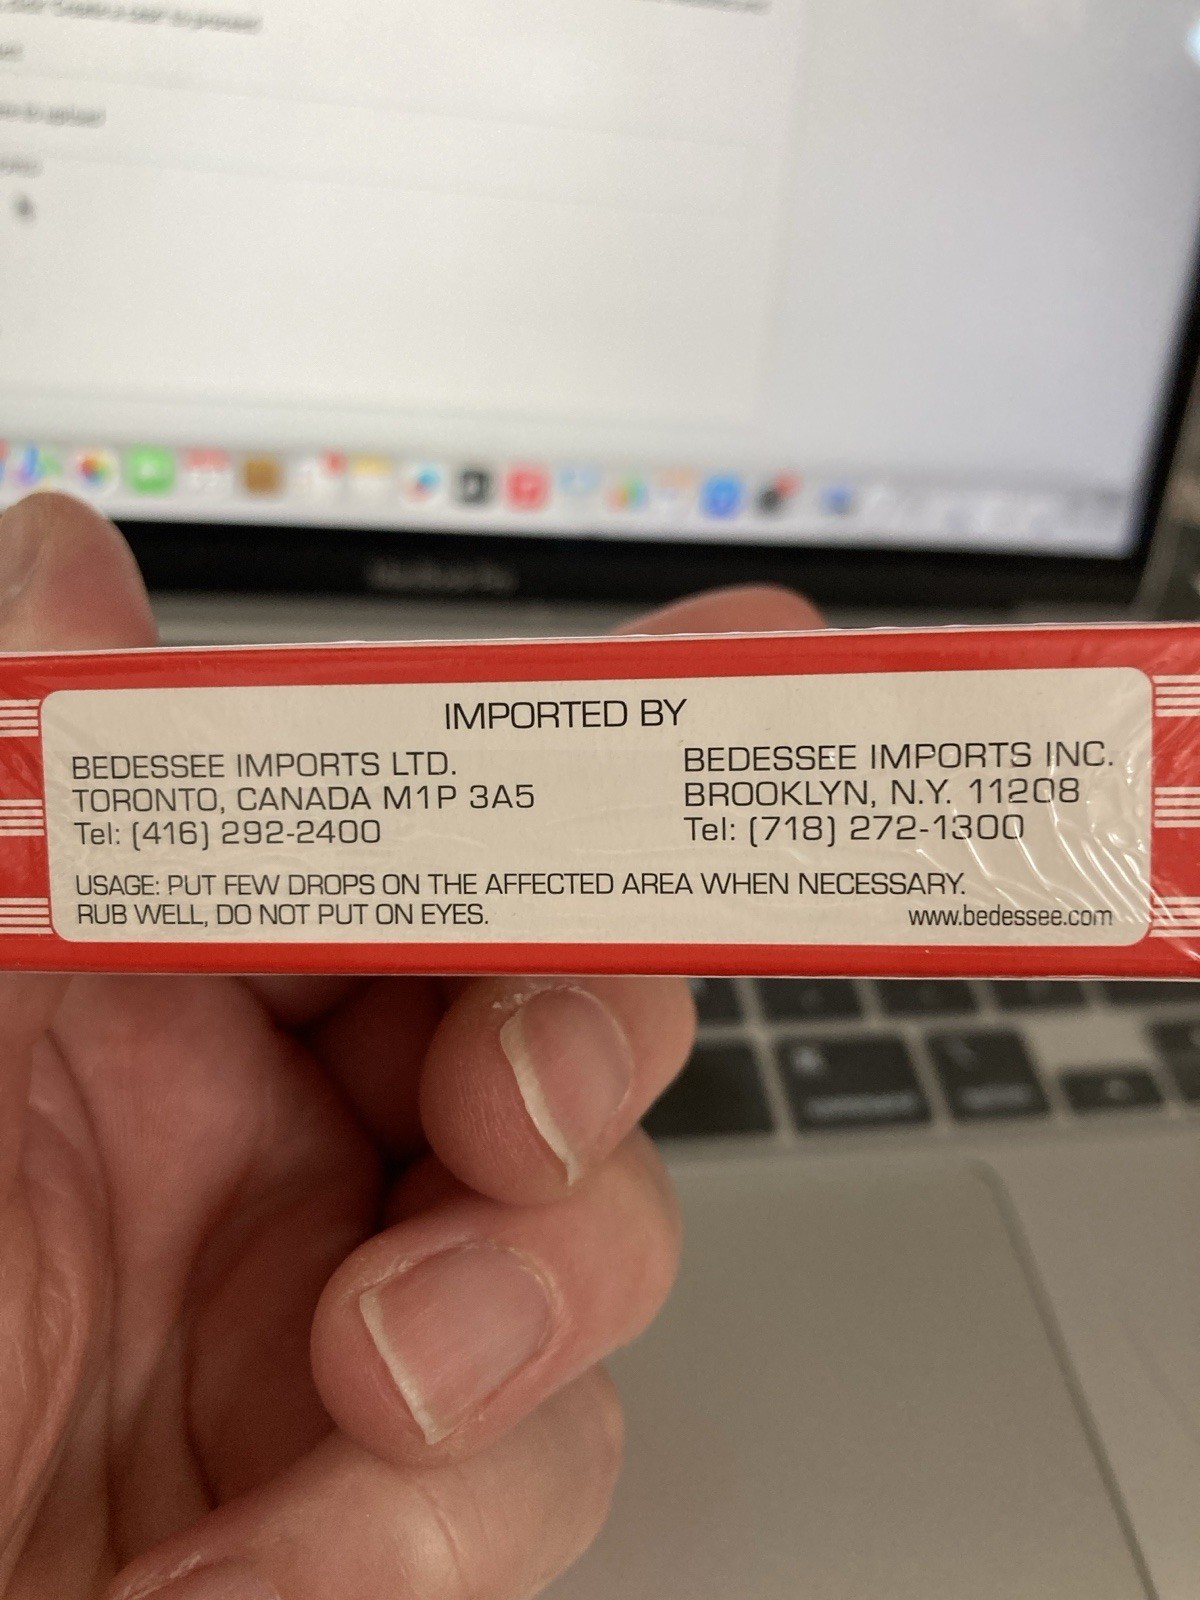 IMPORTED BY
BEDESSEE IMPORTS LTD.
TORONTO, CANADA M1P 3A5
Tel: (416) 292-2400
BEDESSEE IMPORTS INC.
BROOKLYN, N.Y. 11208
Tel: (718) 272-1300
USAGE: PUT FEW DROPS ON THE AFFECTED AREA WHEN NECESSARY.
RUB WELL, DO NOT PUT ON EYES.
www.bedessee.com